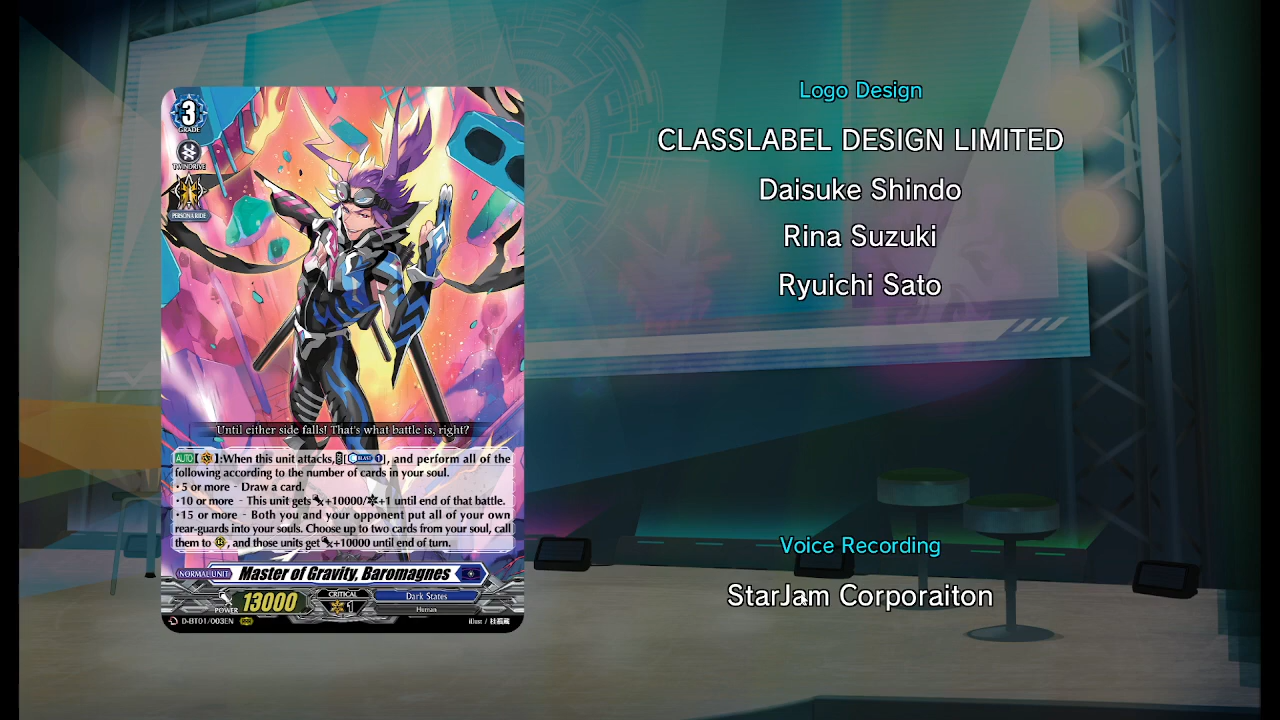 3
GRADE
TWINDRIVE
PERSONA RIDE
Until either side falls! That's what battle is, right?
AUTO [ ]:When this unit attacks, [ BLAST 1], and perform all of the
following according to the number of cards in your soul.
•5 or more - Draw a card.
•10 or more - This unit gets +10000/ +1 until end of that battle.
•15 or more - Both you and your opponent put all of your own
rear-guards into your souls. Choose up to two cards from your soul, call
them to , and those units get +10000 until end of turn.
NORMAL UNIT Master of Gravity, Baromagnes
POWER 13000 CRITICAL 1 Dark States
Human
D-BT01/003EN RRR illust /
Logo Design
CLASSLABEL DESIGN LIMITED
Daisuke Shindo
Rina Suzuki
Ryuichi Sato
Voice Recording
StarJam Corporaiton